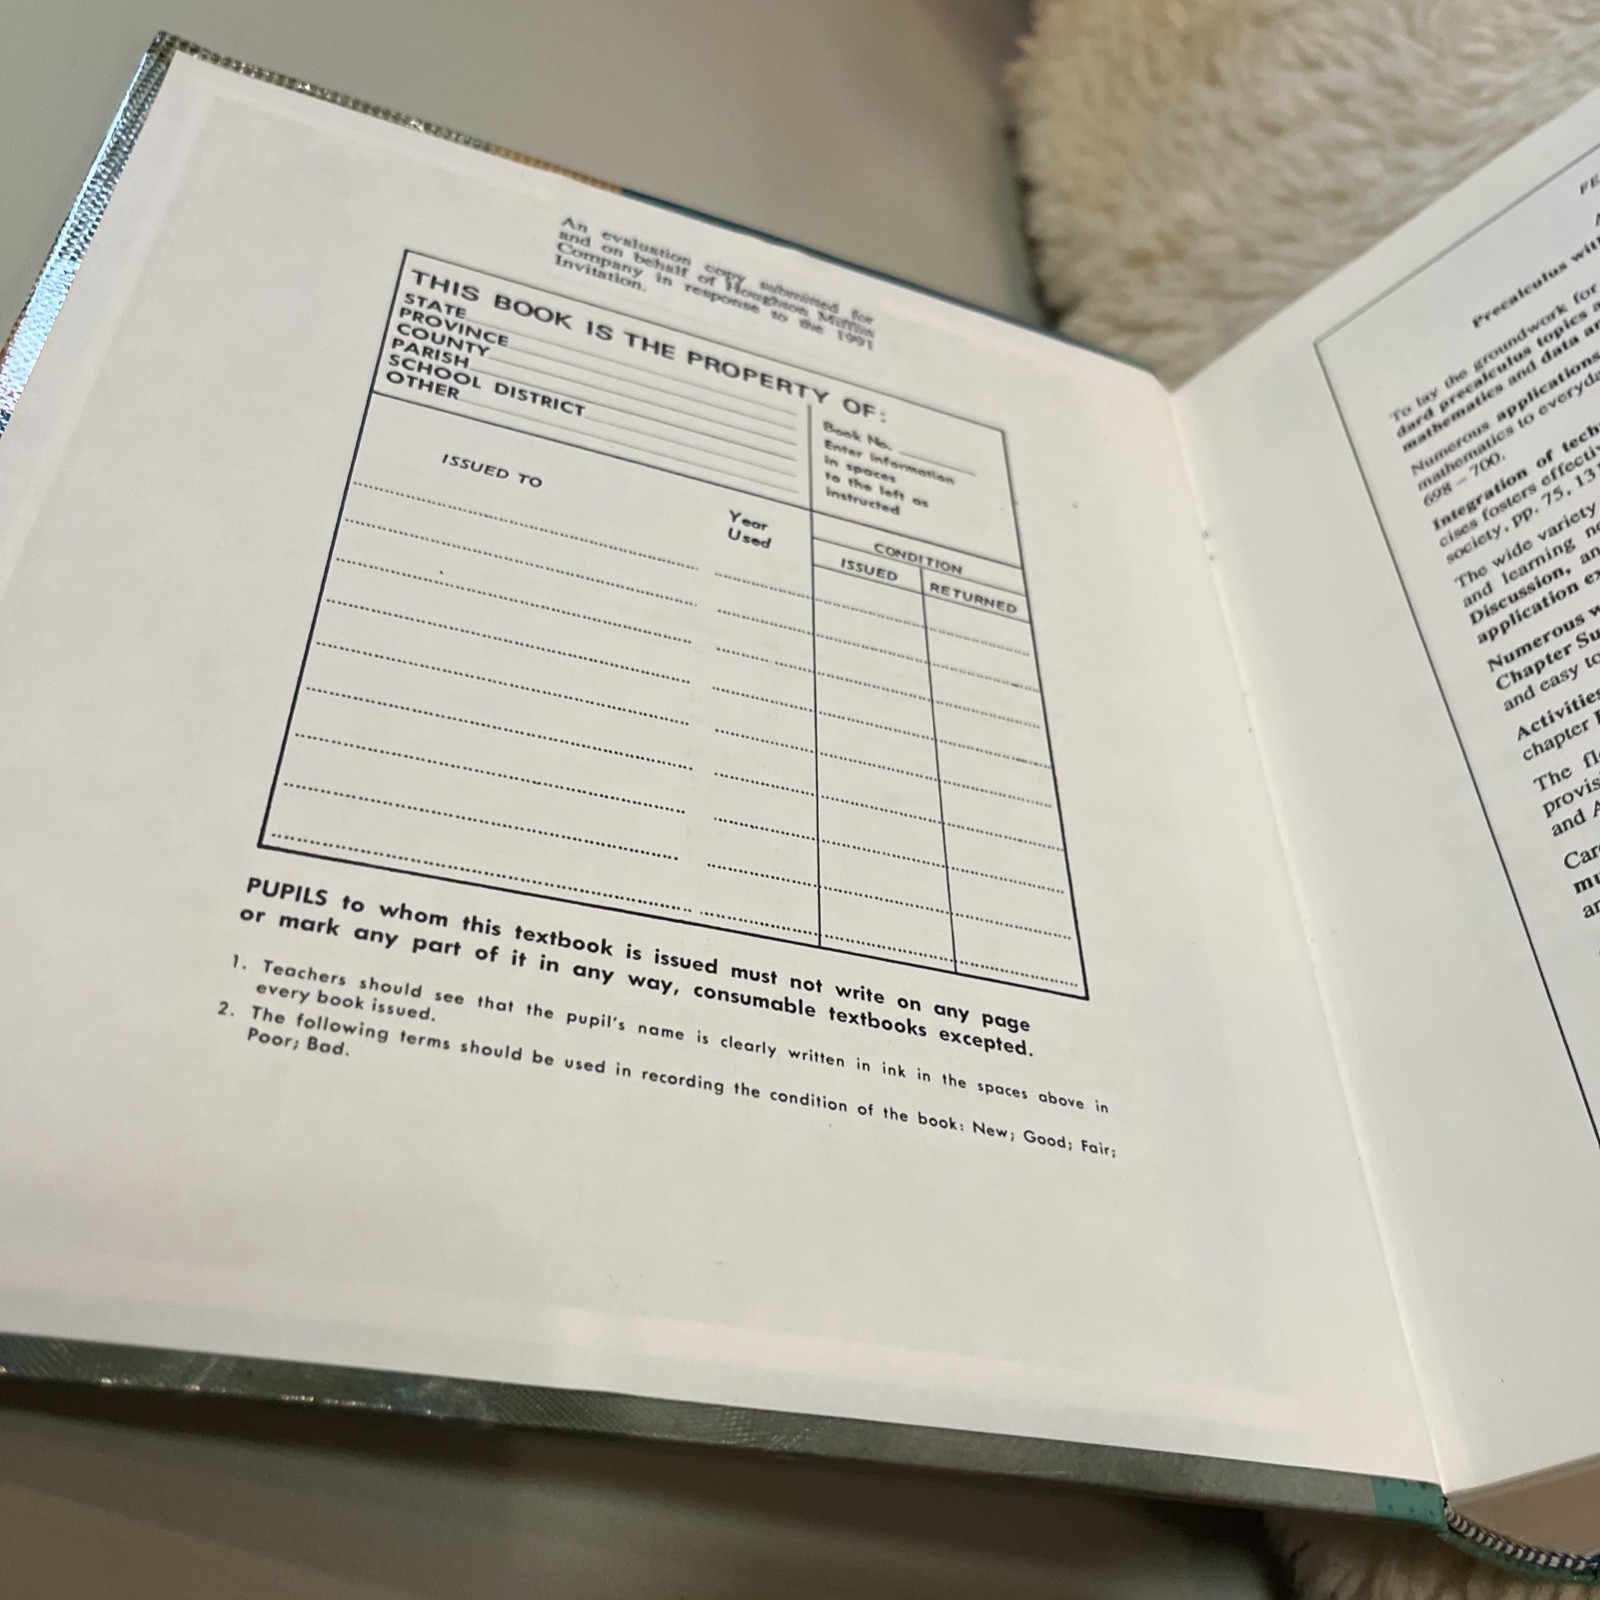 An evaluation copy submitted for
and on behalf of Houghton Mifflin
Company in response to the 1991
Invitation.
THIS BOOK IS THE PROPERTY OF:
STATE
PROVINCE
COUNTY
PARISH
SCHOOL DISTRICT
OTHER
Book No.
Enter information
in spaces
to the left as
instructed
ISSUED TO
Year
Used
CONDITION
ISSUED
RETURNED
PUPILS to whom this textbook is issued must not write on any page
or mark any part of it in any way, consumable textbooks excepted.
1. Teachers should see that the pupil's name is clearly written in ink in the spaces above in
every book issued.
2. The following terms should be used in recording the condition of the book: New; Good; Fair;
Poor; Bad.
Precalculus with
To lay the groundwork for
dard precalculus topics
mathematics and data
Numerous applications
mathematics to
698 – 700.
Integration of
cises fosters
society, pp. 75,
The wide variety
and learning
Discussion,
application
Numerous
Chapter
and easy to
Activities
chapter
The
and